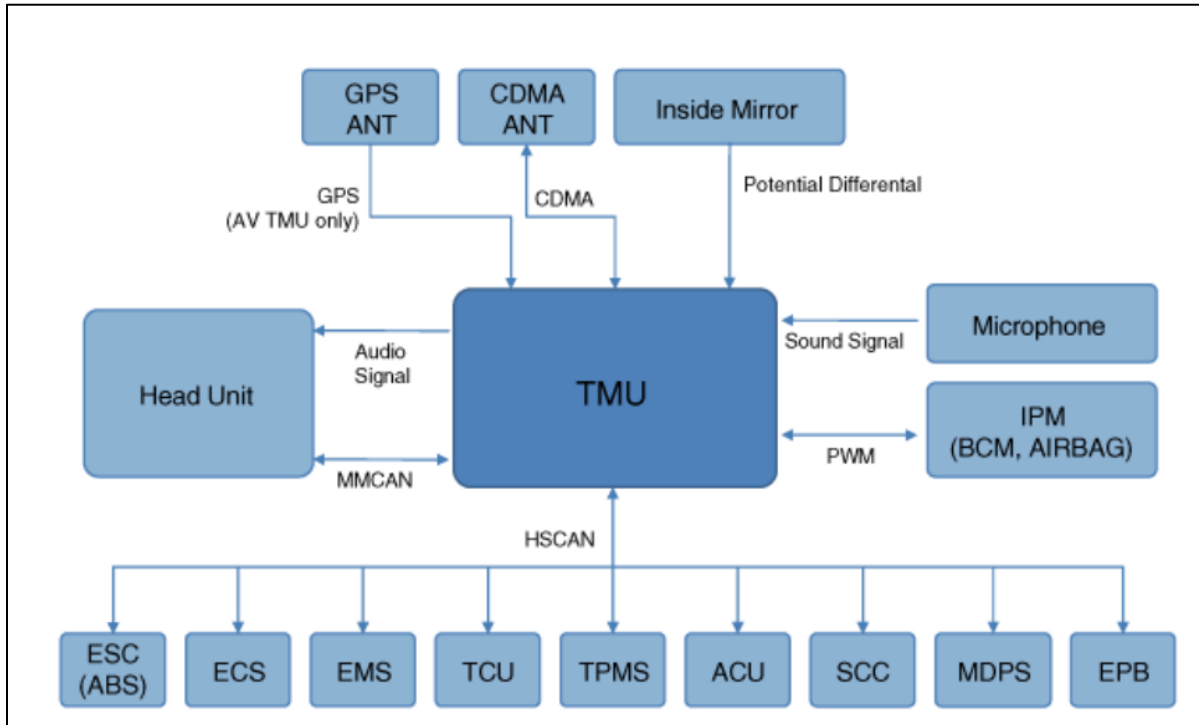 GPS
ANT
CDMA
ANT
Inside Mirror
GPS
(AV TMU only)
CDMA
Potential Differental
Head Unit
Audio
Signal
MMCAN
TMU
Sound Signal
Microphone
PWM
IPM
(BCM, AIRBAG)
HSCAN
ESC
(ABS)
ECS
EMS
TCU
TPMS
ACU
SCC
MDPS
EPB